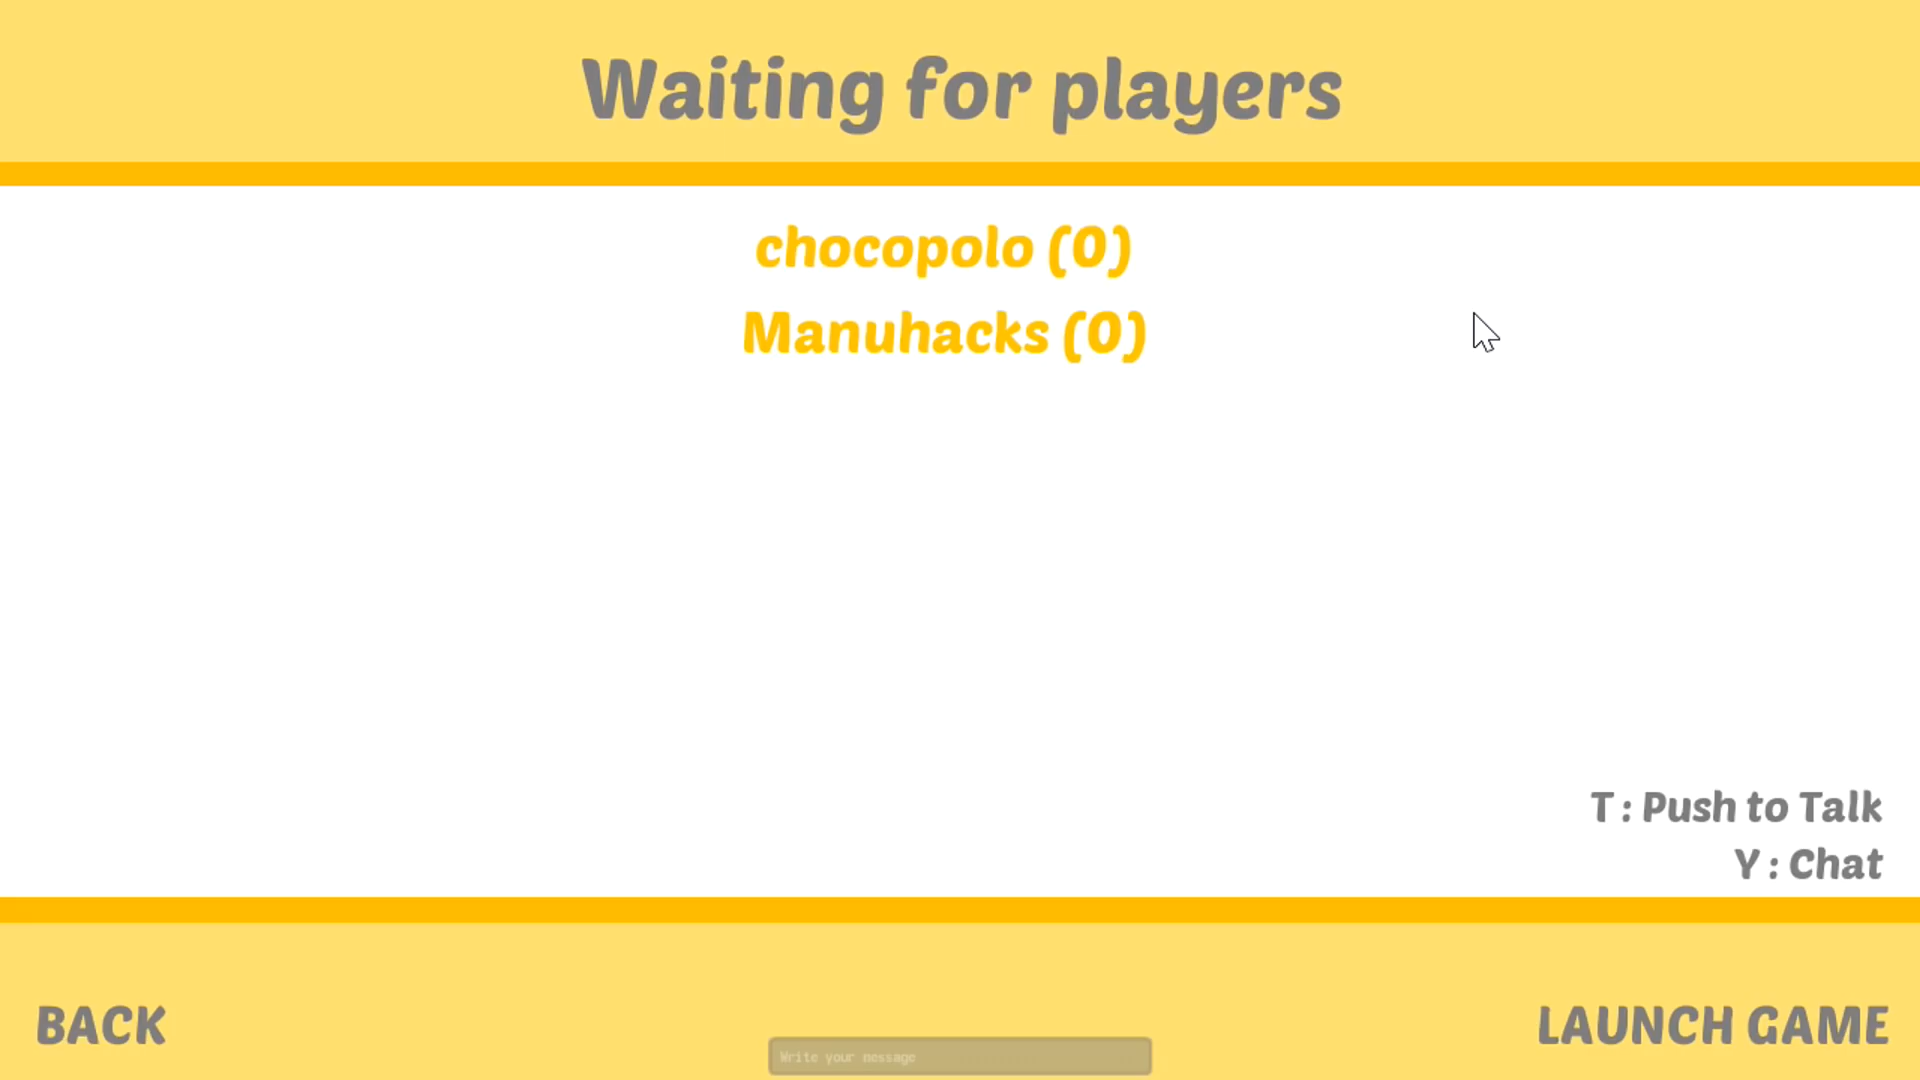 Waiting for players
chocopolo (0)
Manuhacks (0)
T : Push to Talk
Y : Chat
BACK
LAUNCH GAME
Write your message